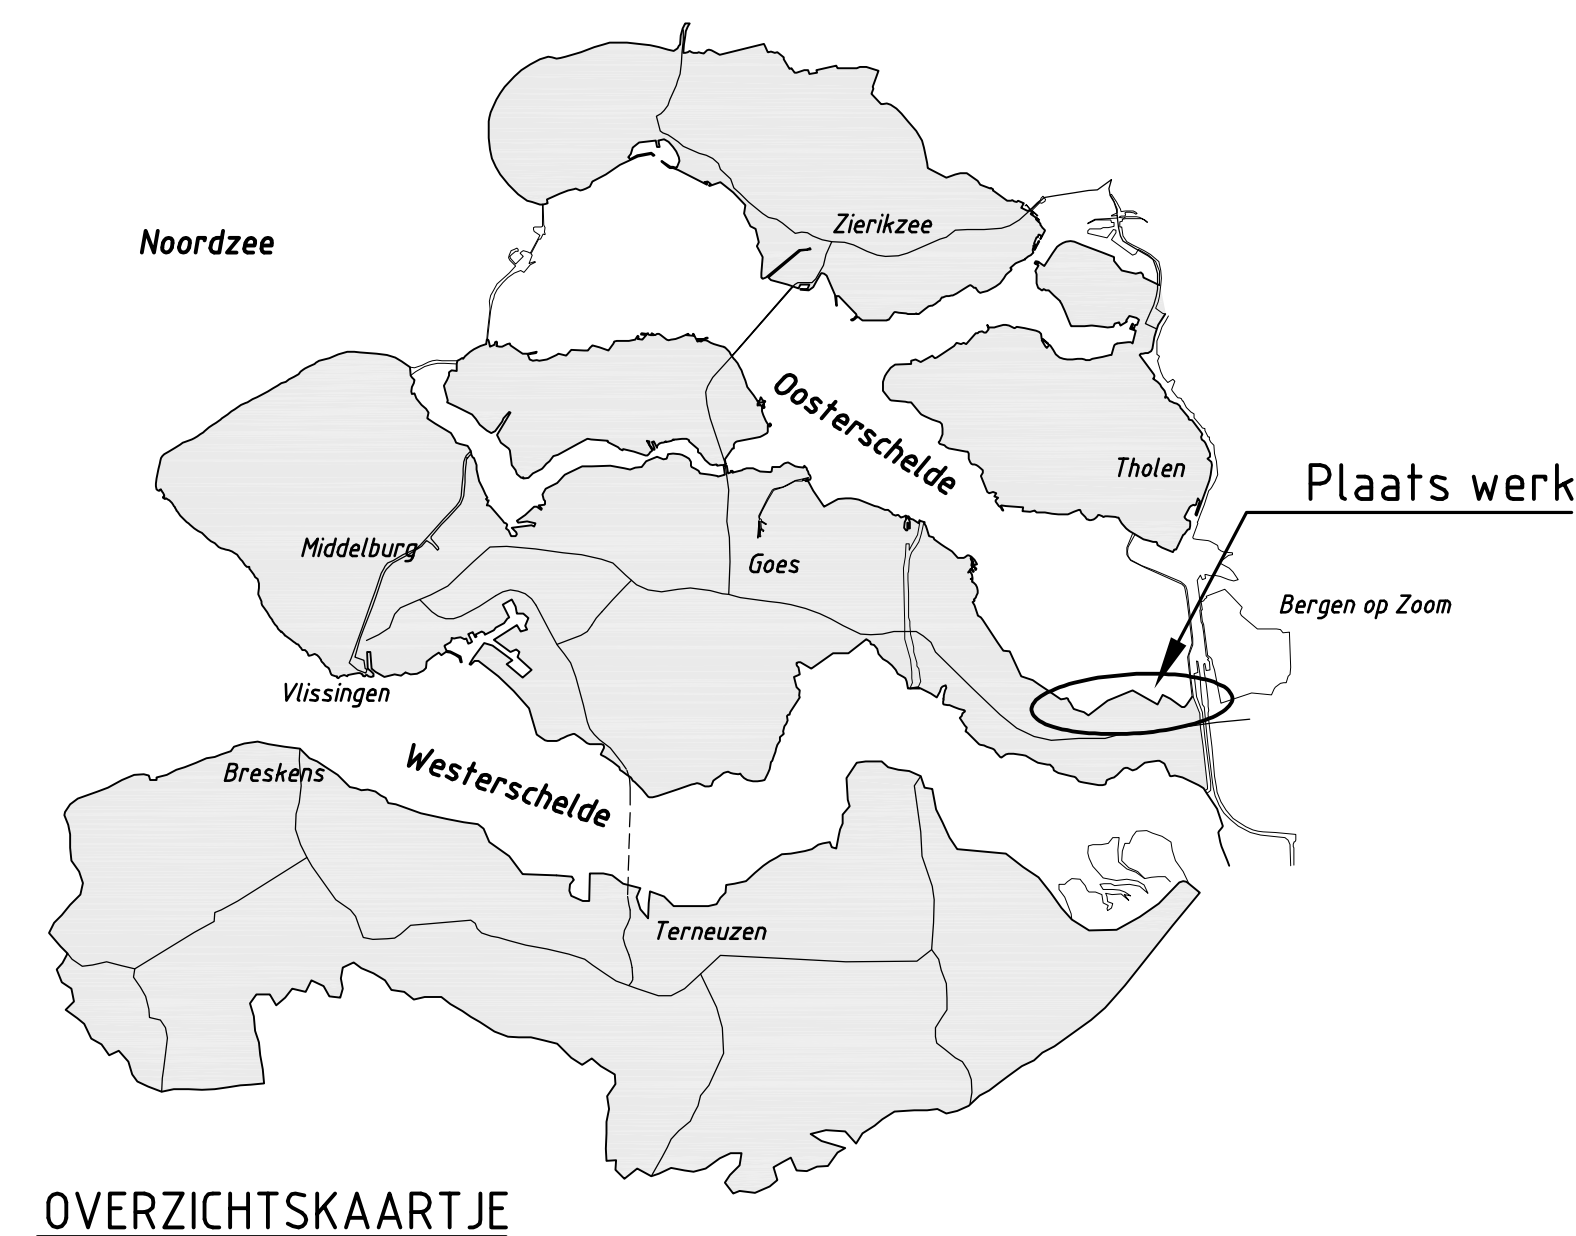 Zierikzee
Noordzee
Oosterschelde
Tholen
Plaats werk
Middelburg
Goes
Bergen op Zoom
Vlissingen
Westerschelde
Breskens
Terneuzen
OVERZICHTSKAARTJE